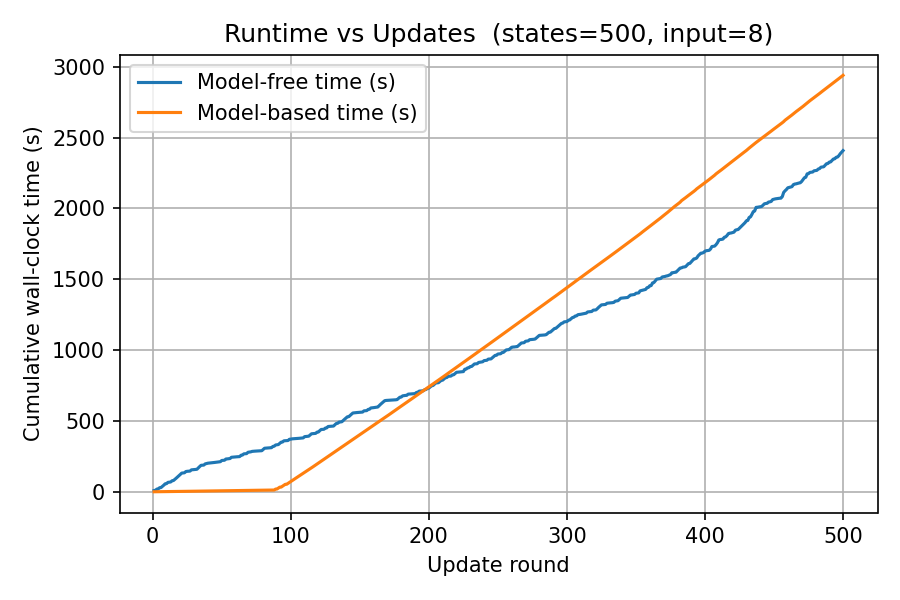 Runtime vs Updates (states=500, input=8)
Model-free time (s)
Model-based time (s)
Cumulative wall-clock time (s)
3000
2500
2000
1500
1000
500
0
0 100 200 300 400 500
Update round